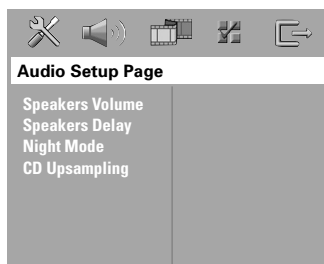 Audio Setup Page
Speakers Volume
Speakers Delay
Night Mode
CD Upsampling